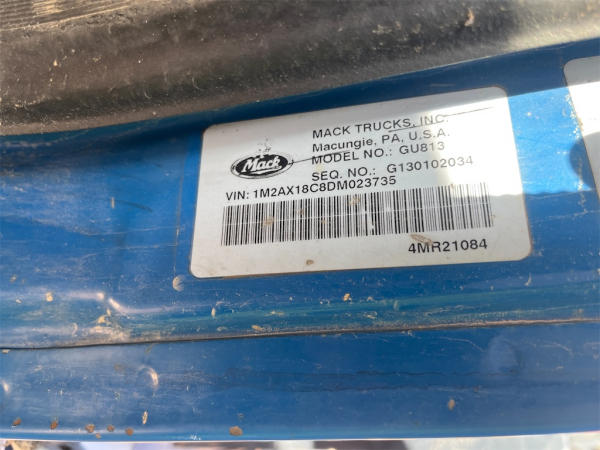 Mack
MACK TRUCKS, INC.
Macungie, PA, U.S.A.
MODEL NO.: GU813
SEQ. NO.: G130102034
VIN: 1M2AX18C8DM023735
4MR21084